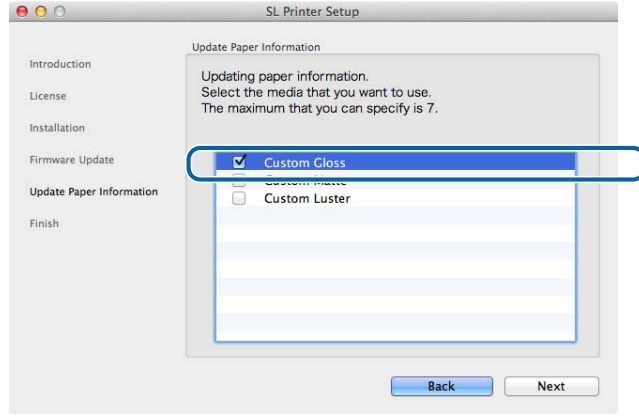 SL Printer Setup
Update Paper Information
Introduction
License
Installation
Firmware Update
Update Paper Information
Finish
Updating paper information.
Select the media that you want to use.
The maximum that you can specify is 7.
Custom Gloss
Custom Matte
Custom Luster
Back
Next